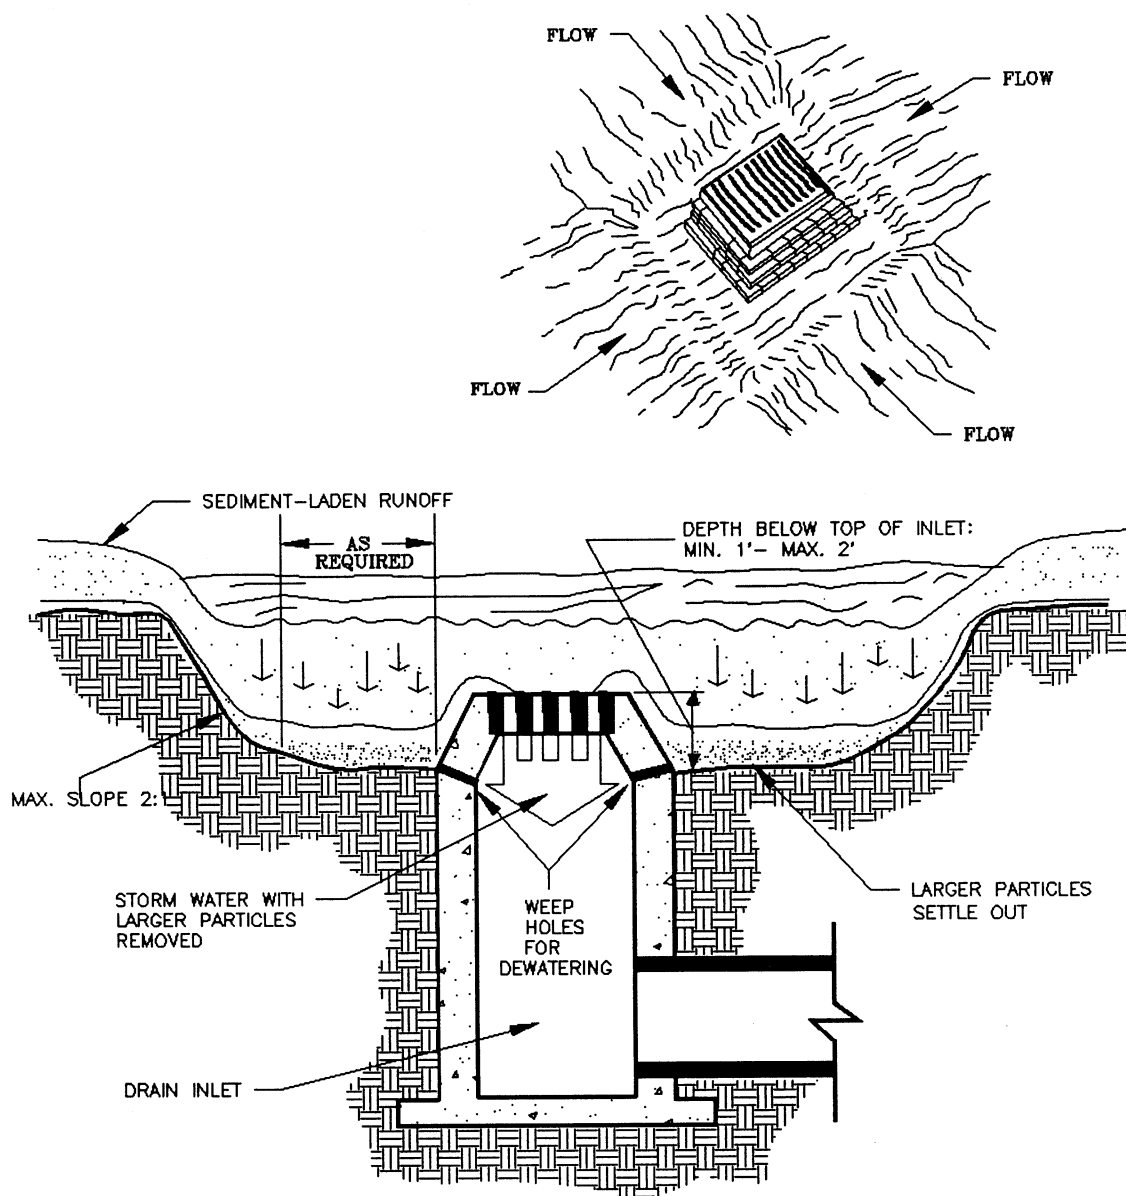 FLOW
FLOW
FLOW
FLOW
SEDIMENT-LADEN RUNOFF
AS
REQUIRED
DEPTH BELOW TOP OF INLET:
MIN. 1'- MAX. 2'
MAX. SLOPE 2:1
STORM WATER WITH
LARGER PARTICLES
REMOVED
WEEP
HOLES
FOR
DEWATERING
LARGER PARTICLES
SETTLE OUT
DRAIN INLET